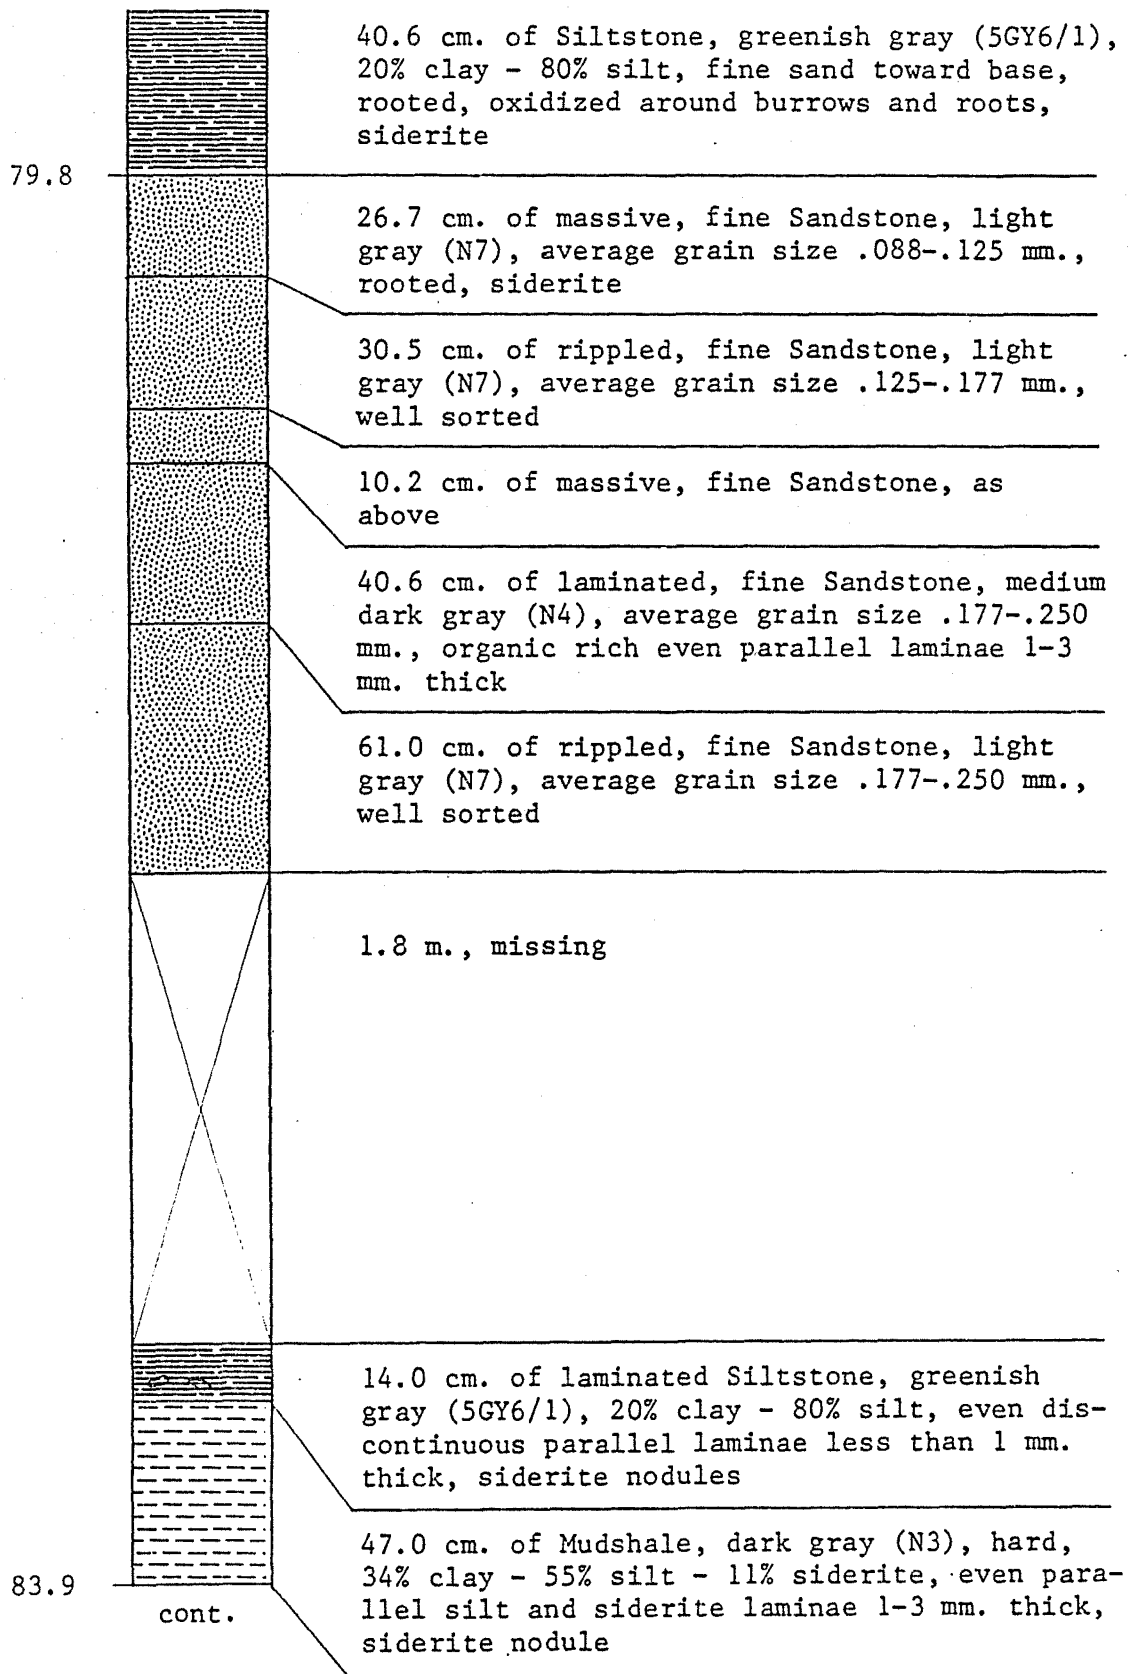 40.6 cm. of Siltstone, greenish gray (5GY6/1),
20% clay - 80% silt, fine sand toward base,
rooted, oxidized around burrows and roots,
siderite
79.8
26.7 cm. of massive, fine Sandstone, light
gray (N7), average grain size .088-.125 mm.,
rooted, siderite
30.5 cm. of rippled, fine Sandstone, light
gray (N7), average grain size .125-.177 mm.,
well sorted
10.2 cm. of massive, fine Sandstone, as
above
40.6 cm. of laminated, fine Sandstone, medium
dark gray (N4), average grain size .177-.250
mm., organic rich even parallel laminae 1-3
mm. thick
61.0 cm. of rippled, fine Sandstone, light
gray (N7), average grain size .177-.250 mm.,
well sorted
1.8 m., missing
14.0 cm. of laminated Siltstone, greenish
gray (5GY6/1), 20% clay - 80% silt, even dis-
continuous parallel laminae less than 1 mm.
thick, siderite nodules
47.0 cm. of Mudshale, dark gray (N3), hard,
34% clay - 55% silt - 11% siderite, even para-
llel silt and siderite laminae 1-3 mm. thick,
siderite nodule
83.9
cont.